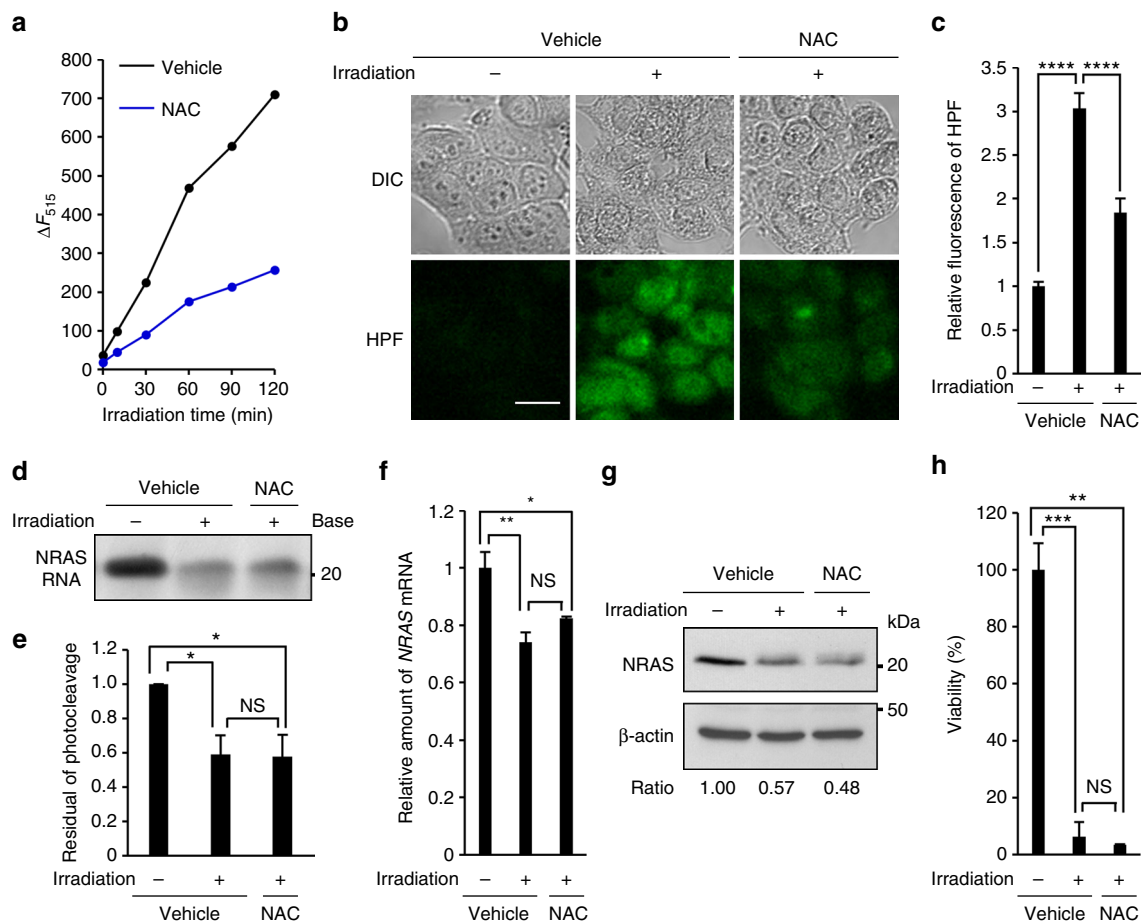 a
800
700
600
500
400
300
200
100
0
ΔF515
Vehicle
NAC
0 30 60 90 120
Irradiation time (min)
b
Vehicle NAC
Irradiation – + +
DIC
HPF
c
Relative fluorescence of HPF
3.5
3
2.5
2
1.5
1
0.5
0
**** ****
Irradiation – + +
Vehicle NAC
d
Vehicle NAC
Irradiation – + + Base
NRAS
RNA
20
e
Residual of photocleavage
1.2
1.0
0.8
0.6
0.4
0.2
0.0
*
*
NS
Irradiation – + +
Vehicle NAC
f
Relative amount of NRAS mRNA
1.2
1
0.8
0.6
0.4
0.2
0
*
**
NS
Irradiation – + +
Vehicle NAC
g
Vehicle NAC
Irradiation – + +
kDa
NRAS
20
50
β-actin
Ratio 1.00 0.57 0.48
h
Viability (%)
120
100
80
60
40
20
0
**
***
NS
Irradiation – + +
Vehicle NAC